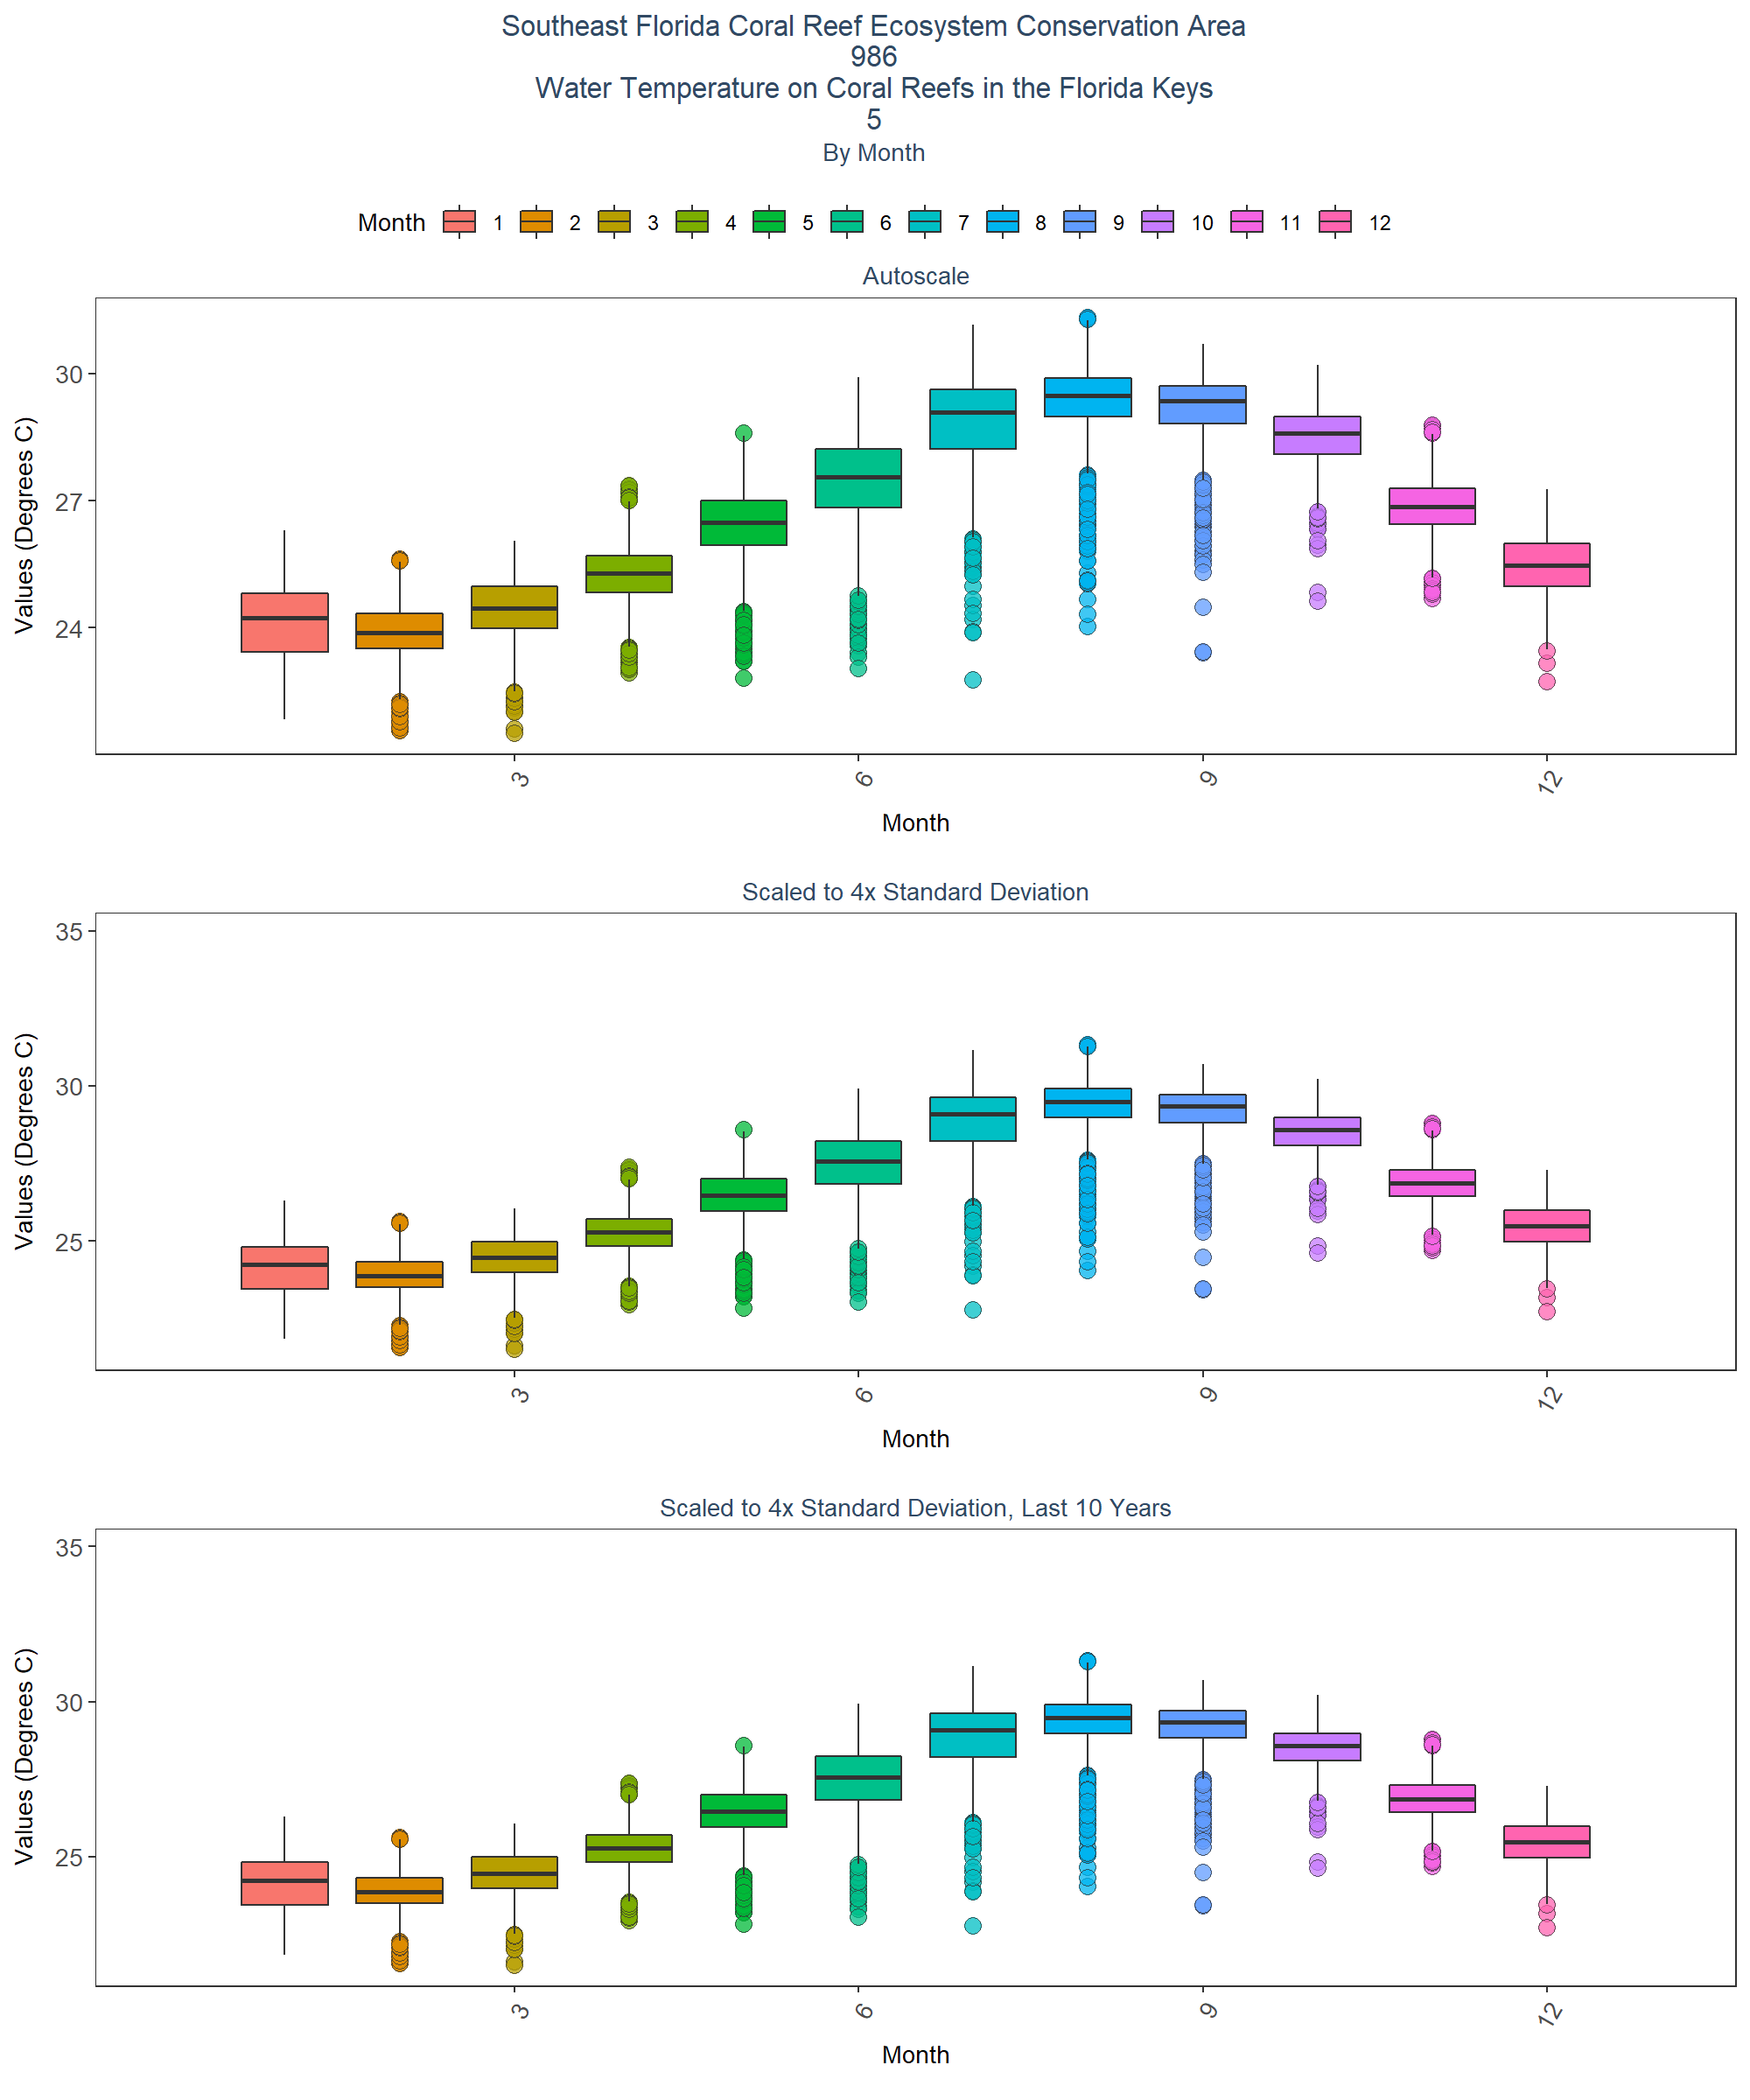 Southeast Florida Coral Reef Ecosystem Conservation Area
986
Water Temperature on Coral Reefs in the Florida Keys
5
By Month
Month 1 2 3 4 5 6 7 8 9 10 11 12
Autoscale
Values (Degrees C)
30
27
24
3 6 9 12
Month
Scaled to 4x Standard Deviation
Values (Degrees C)
35
30
25
3 6 9 12
Month
Scaled to 4x Standard Deviation, Last 10 Years
Values (Degrees C)
35
30
25
3 6 9 12
Month